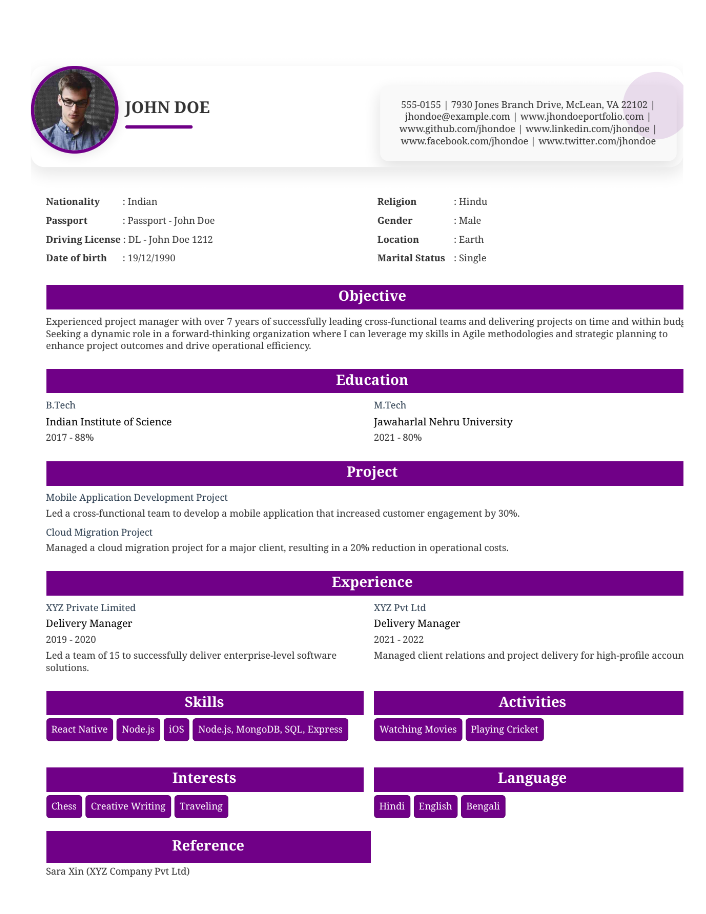 JOHN DOE
555-0155 | 7930 Jones Branch Drive, McLean, VA 22102 |
jhondoe@example.com | www.jhondoeportfolio.com |
www.github.com/jhondoe | www.linkedin.com/jhondoe |
www.facebook.com/jhondoe | www.twitter.com/jhondoe
Nationality : Indian
Passport : Passport - John Doe
Driving License : DL - John Doe 1212
Date of birth : 19/12/1990
Religion : Hindu
Gender : Male
Location : Earth
Marital Status : Single
Objective
Experienced project manager with over 7 years of successfully leading cross-functional teams and delivering projects on time and within budg
Seeking a dynamic role in a forward-thinking organization where I can leverage my skills in Agile methodologies and strategic planning to
enhance project outcomes and drive operational efficiency.
Education
B.Tech
Indian Institute of Science
2017 - 88%
M.Tech
Jawaharlal Nehru University
2021 - 80%
Project
Mobile Application Development Project
Led a cross-functional team to develop a mobile application that increased customer engagement by 30%.
Cloud Migration Project
Managed a cloud migration project for a major client, resulting in a 20% reduction in operational costs.
Experience
XYZ Private Limited
Delivery Manager
2019 - 2020
Led a team of 15 to successfully deliver enterprise-level software
solutions.
XYZ Pvt Ltd
Delivery Manager
2021 - 2022
Managed client relations and project delivery for high-profile accoun
Skills
React Native Node.js iOS Node.js, MongoDB, SQL, Express
Activities
Watching Movies Playing Cricket
Interests
Chess Creative Writing Traveling
Language
Hindi English Bengali
Reference
Sara Xin (XYZ Company Pvt Ltd)